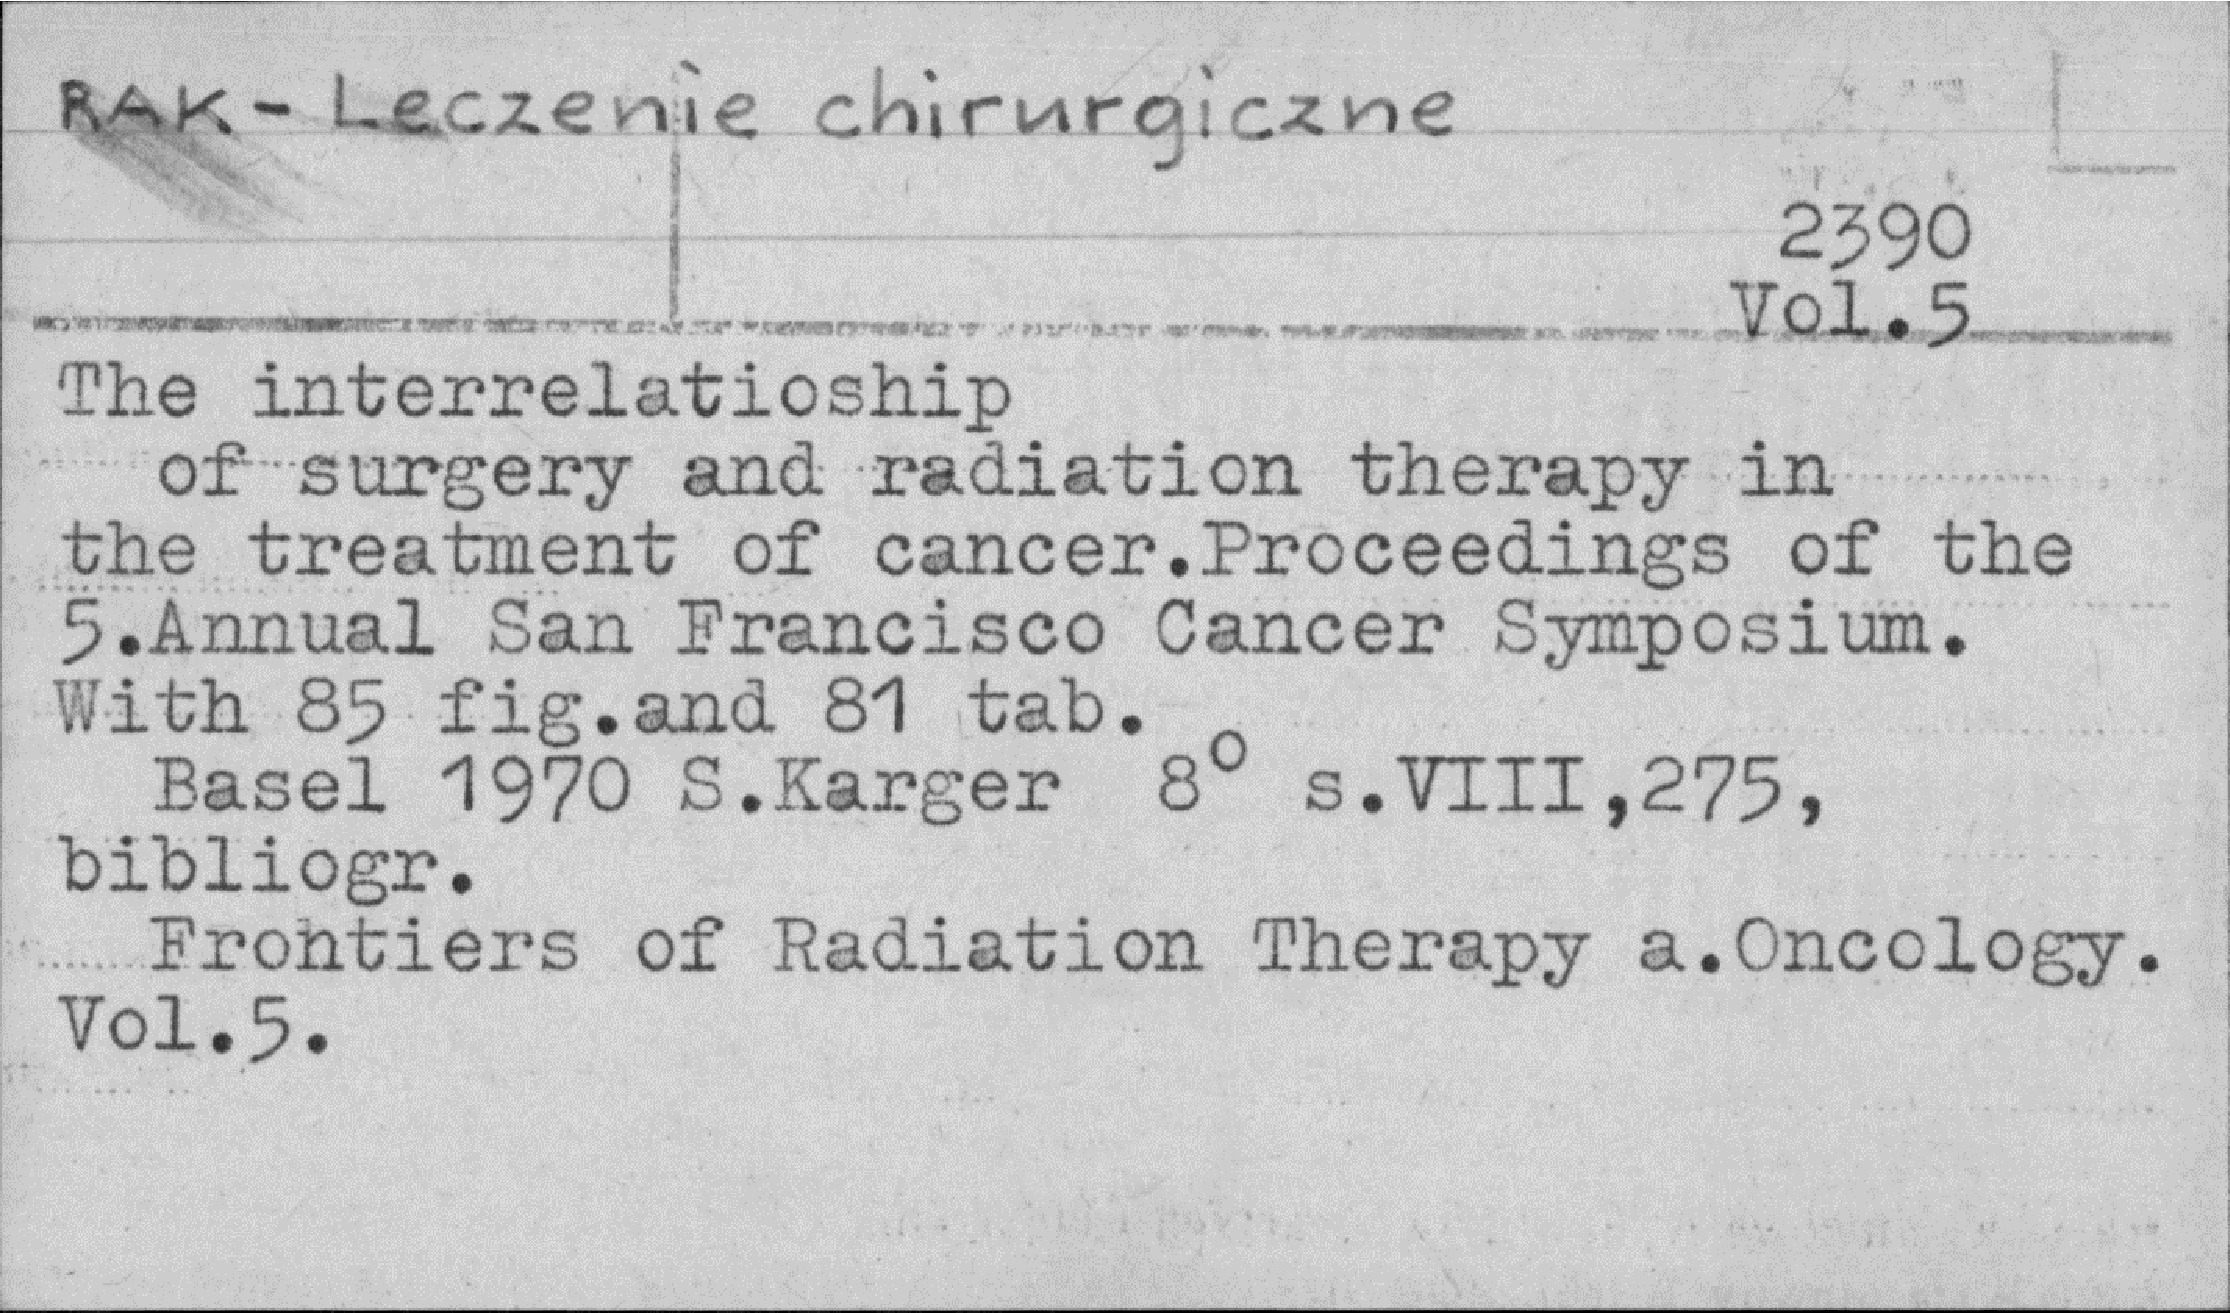 RAK - Leczenie chirurgiczne
2390
Vol.5
The interrelatioship
of surgery and radiation therapy in
the treatment of cancer.Proceedings of the
5.Annual San Francisco Cancer Symposium.
With 85 fig.and 81 tab.
Basel 1970 S.Karger 8° s.VIII,275,
bibliogr.
Frontiers of Radiation Therapy a.Oncology.
Vol.5.